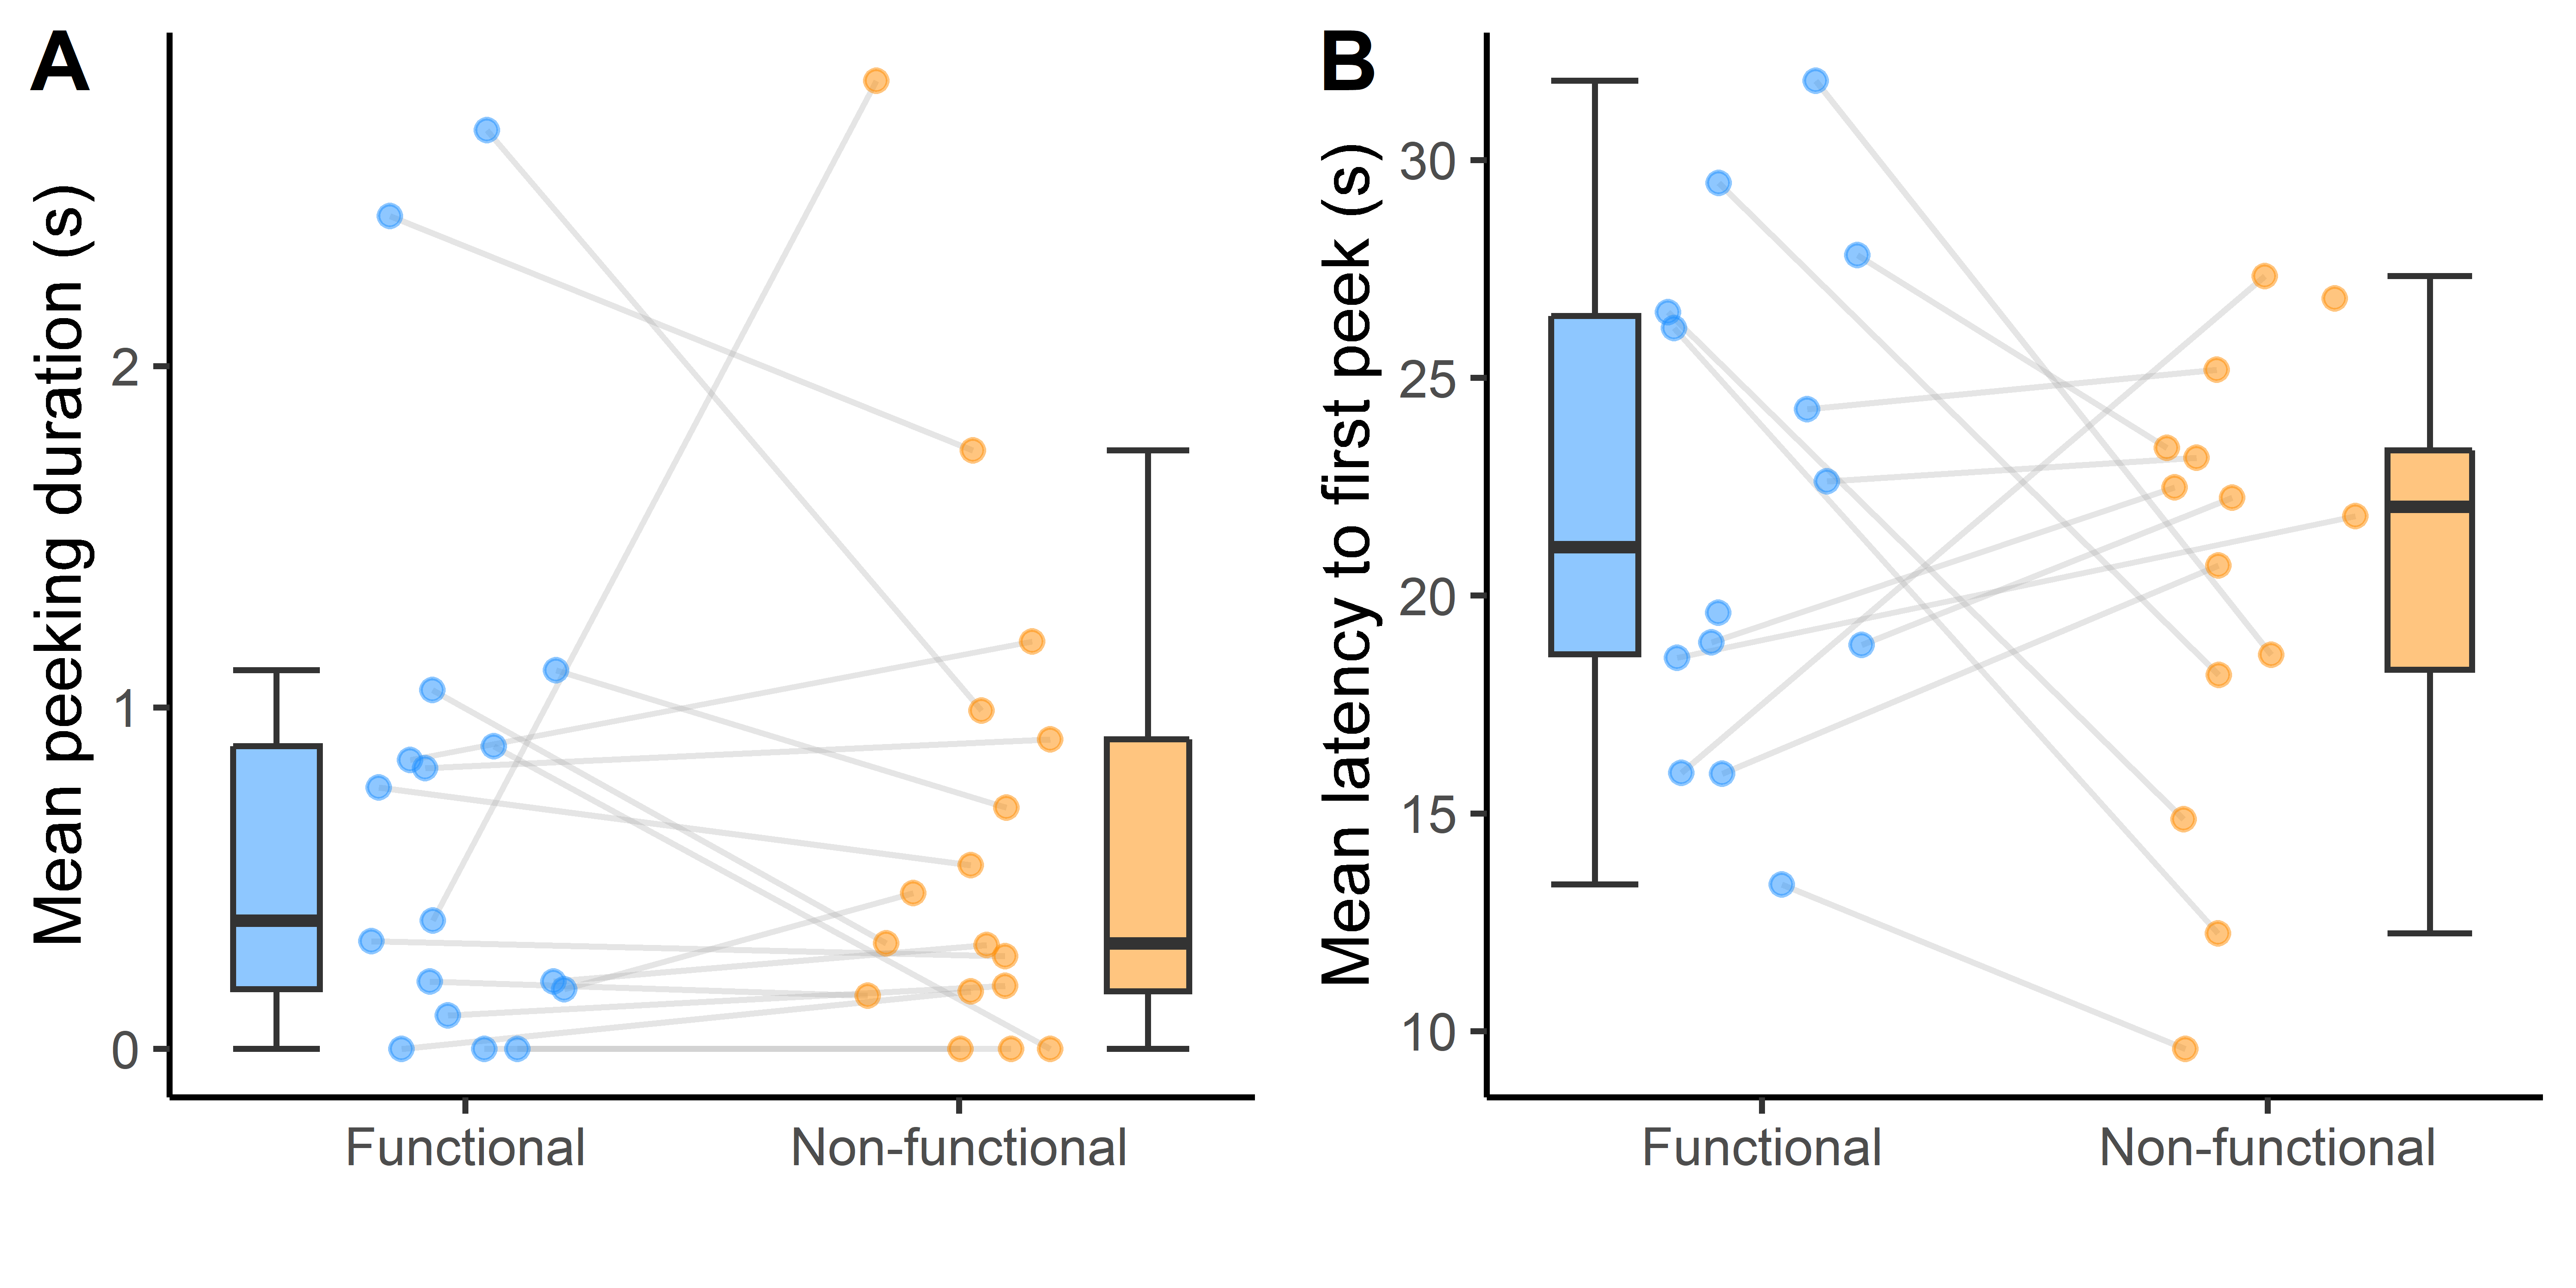 A
Mean peeking duration (s)
2
1
0
Functional
Non-functional
B
Mean latency to first peek (s)
30
25
20
15
10
Functional
Non-functional